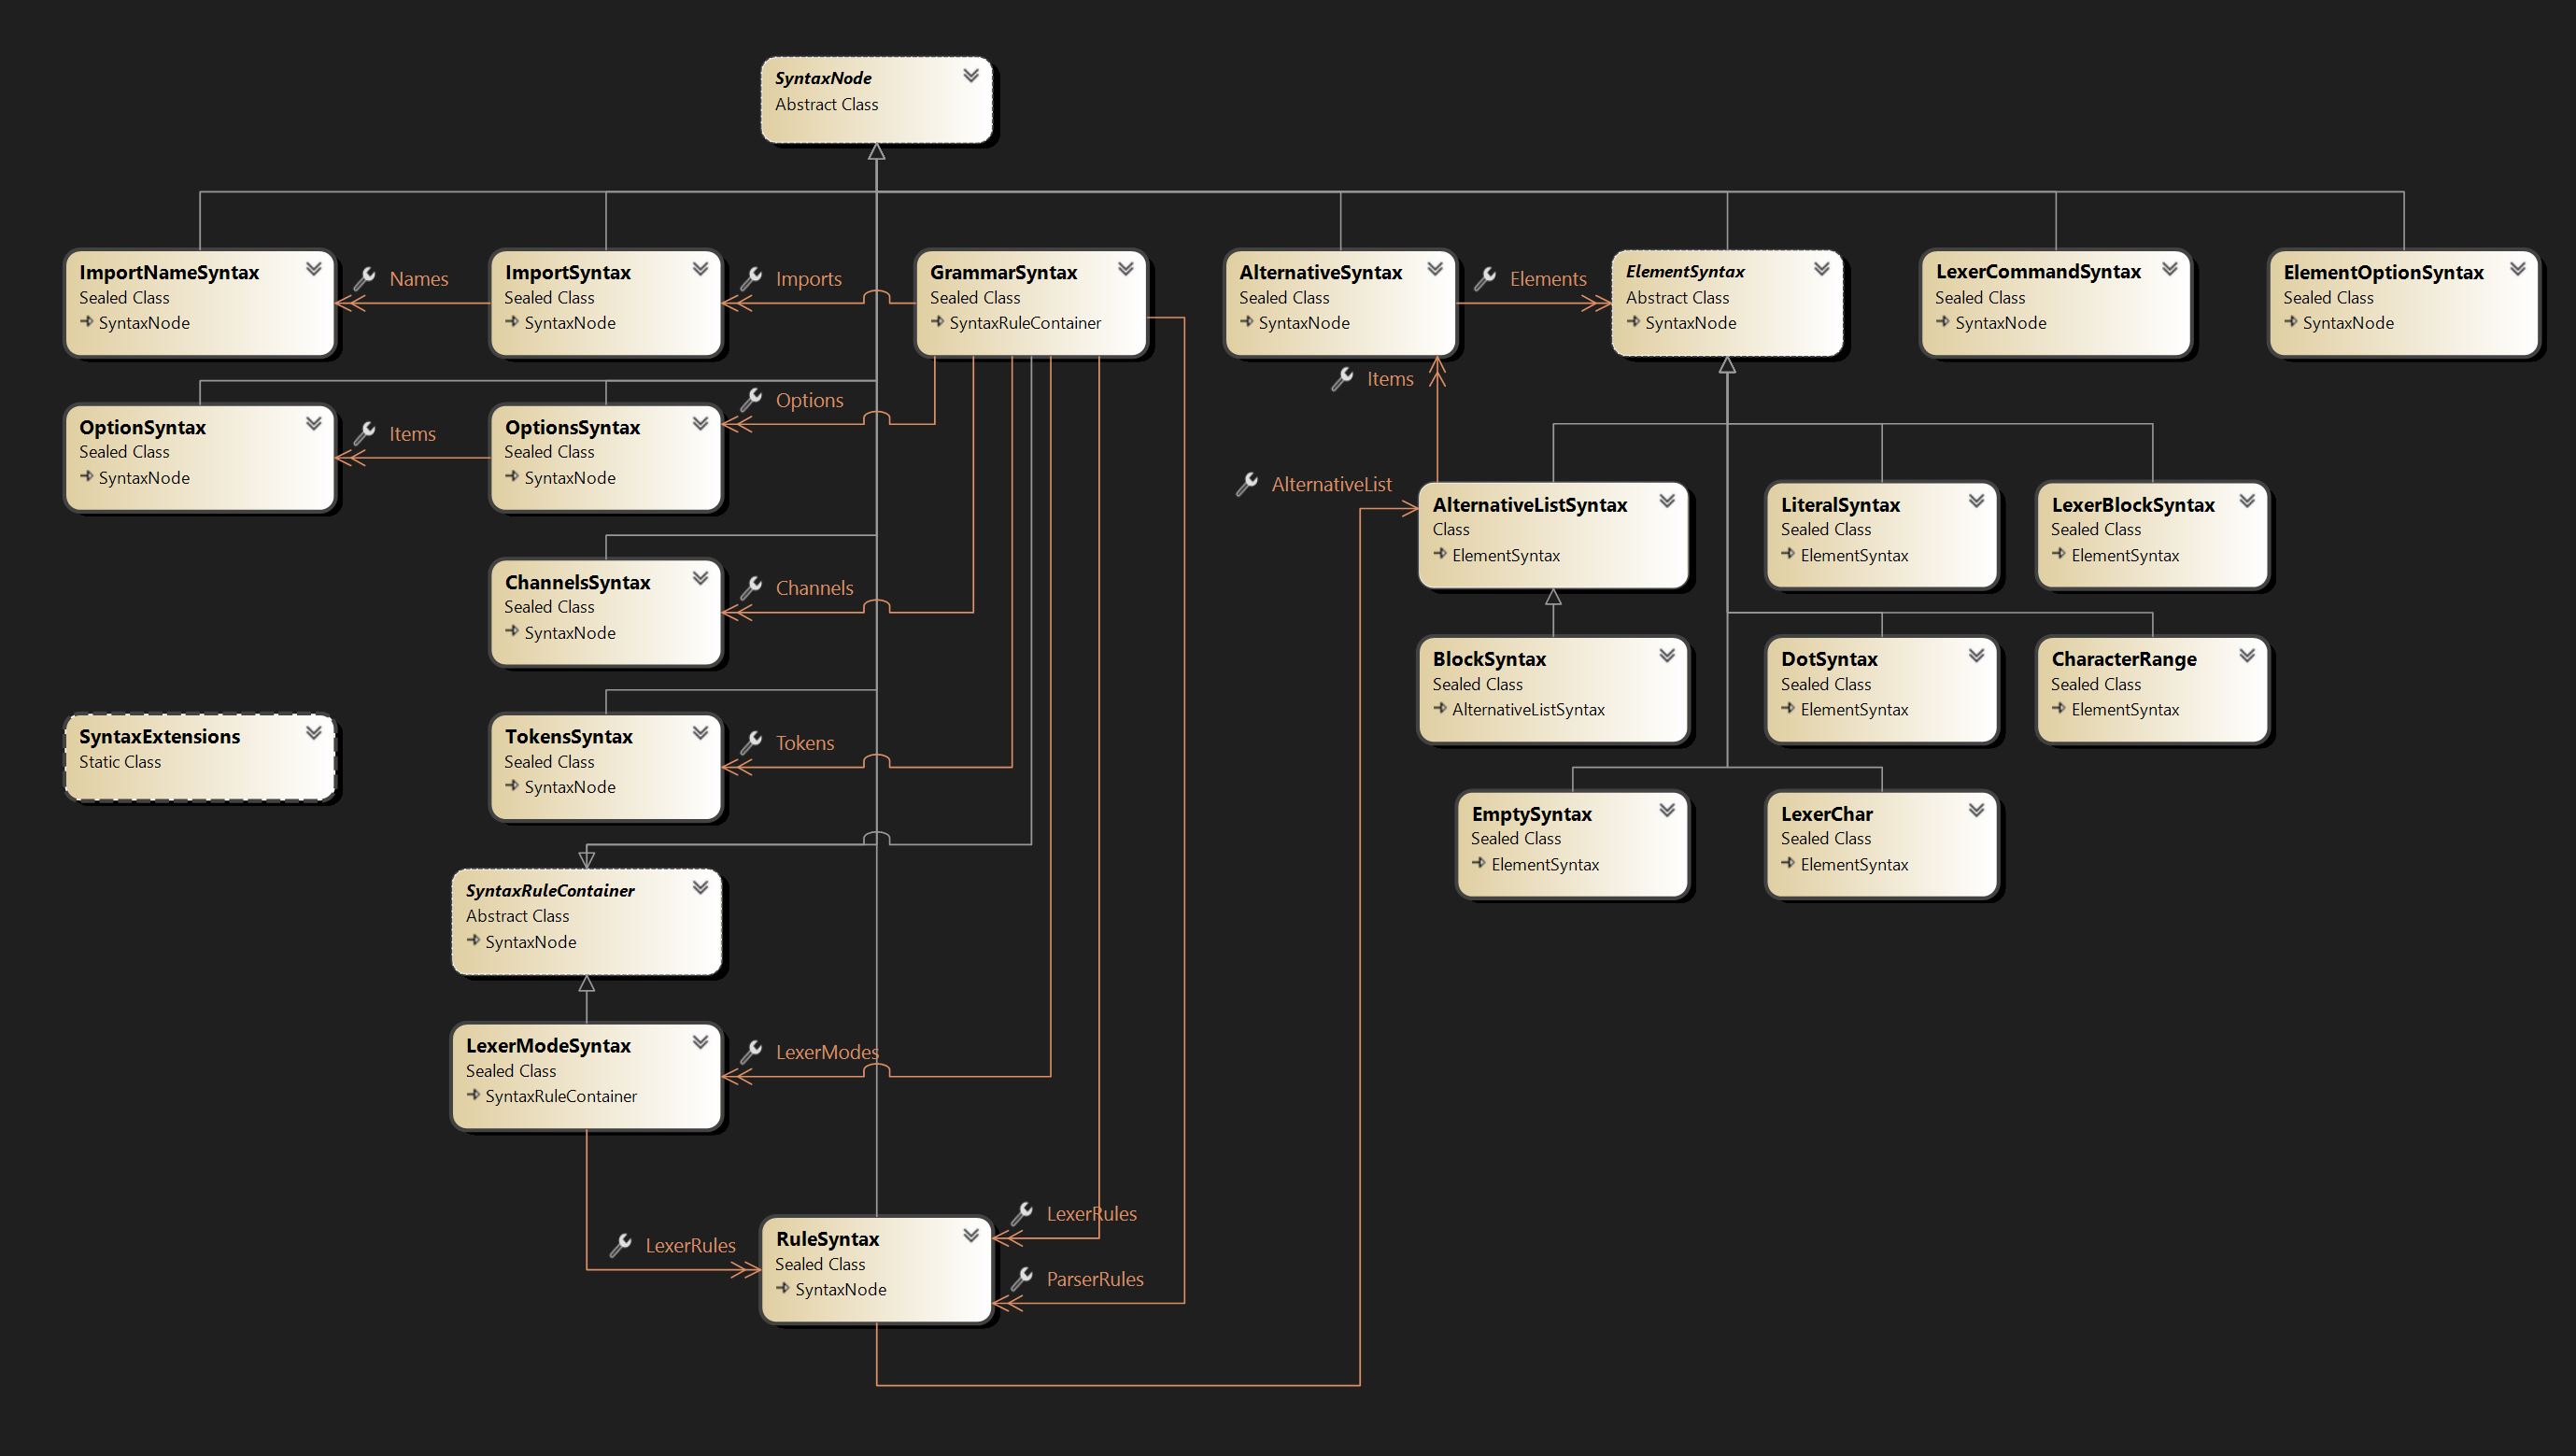 SyntaxNode
Abstract Class
ImportNameSyntax
Sealed Class
SyntaxNode
Names
ImportSyntax
Sealed Class
SyntaxNode
Imports
GrammarSyntax
Sealed Class
SyntaxRuleContainer
AlternativeSyntax
Sealed Class
SyntaxNode
Elements
ElementSyntax
Abstract Class
SyntaxNode
LexerCommandSyntax
Sealed Class
SyntaxNode
ElementOptionSyntax
Sealed Class
SyntaxNode
Items
OptionSyntax
Sealed Class
SyntaxNode
Items
OptionsSyntax
Sealed Class
SyntaxNode
Options
AlternativeList
AlternativeListSyntax
Class
ElementSyntax
LiteralSyntax
Sealed Class
ElementSyntax
LexerBlockSyntax
Sealed Class
ElementSyntax
ChannelsSyntax
Sealed Class
SyntaxNode
Channels
BlockSyntax
Sealed Class
AlternativeListSyntax
DotSyntax
Sealed Class
ElementSyntax
CharacterRange
Sealed Class
ElementSyntax
SyntaxExtensions
Static Class
TokensSyntax
Sealed Class
SyntaxNode
Tokens
EmptySyntax
Sealed Class
ElementSyntax
LexerChar
Sealed Class
ElementSyntax
SyntaxRuleContainer
Abstract Class
SyntaxNode
LexerModeSyntax
Sealed Class
SyntaxRuleContainer
LexerModes
LexerRules
RuleSyntax
Sealed Class
SyntaxNode
LexerRules
ParserRules